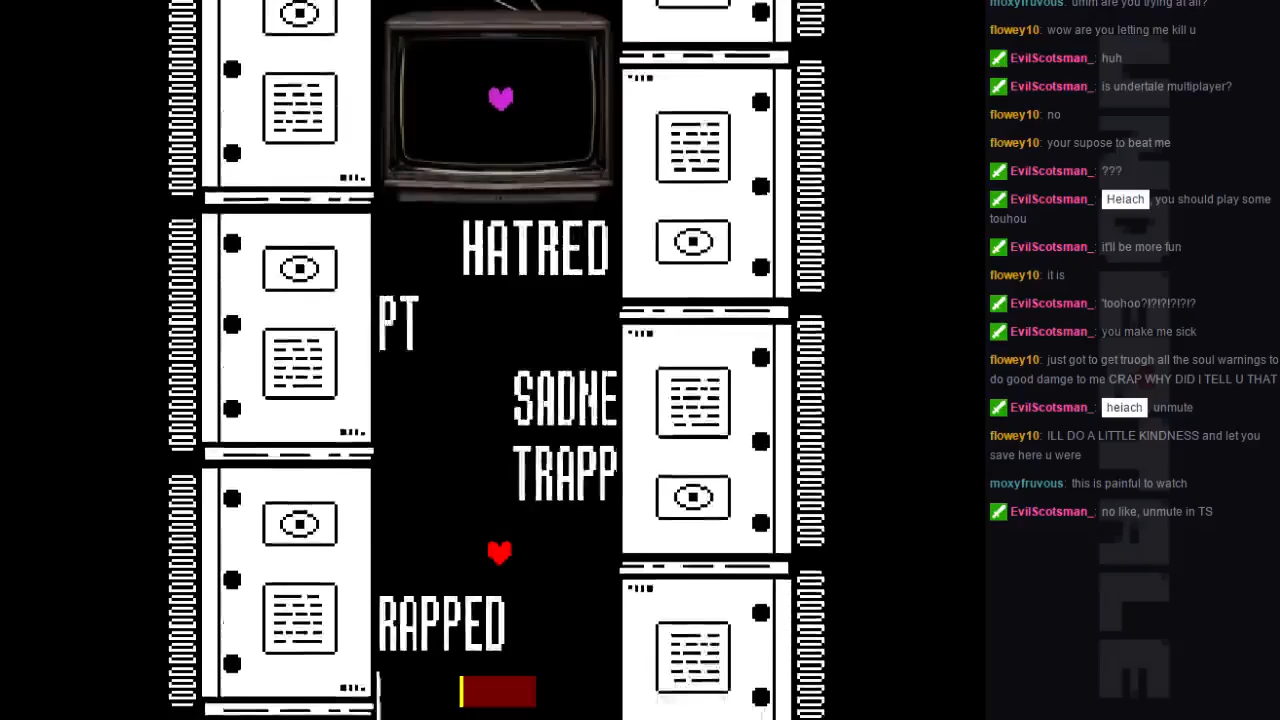 HATRED
PT
SADNE
TRAPP
RAPPED
moxyfruvous: umm are you trying at all?
flowey10: wow are you letting me kill u
EvilScotsman_: huh
EvilScotsman_: is undertale multiplayer?
flowey10: no
flowey10: your supose to beat me
EvilScotsman_: ???
EvilScotsman_: Heiach, you should play some
touhou
EvilScotsman_: it'll be more fun
flowey10: it is
EvilScotsman_: 'toohoo?!?!?!?!?!?
EvilScotsman_: you make me sick
flowey10: just got to get truogh all the soul warnings to
do good damge to me CRAP WHY DID I TELL U THAT
EvilScotsman_: heiach, unmute
flowey10: ILL DO A LITTLE KINDNESS and let you
save here u were
moxyfruvous: this is painful to watch
EvilScotsman_: no like, unmute in TS